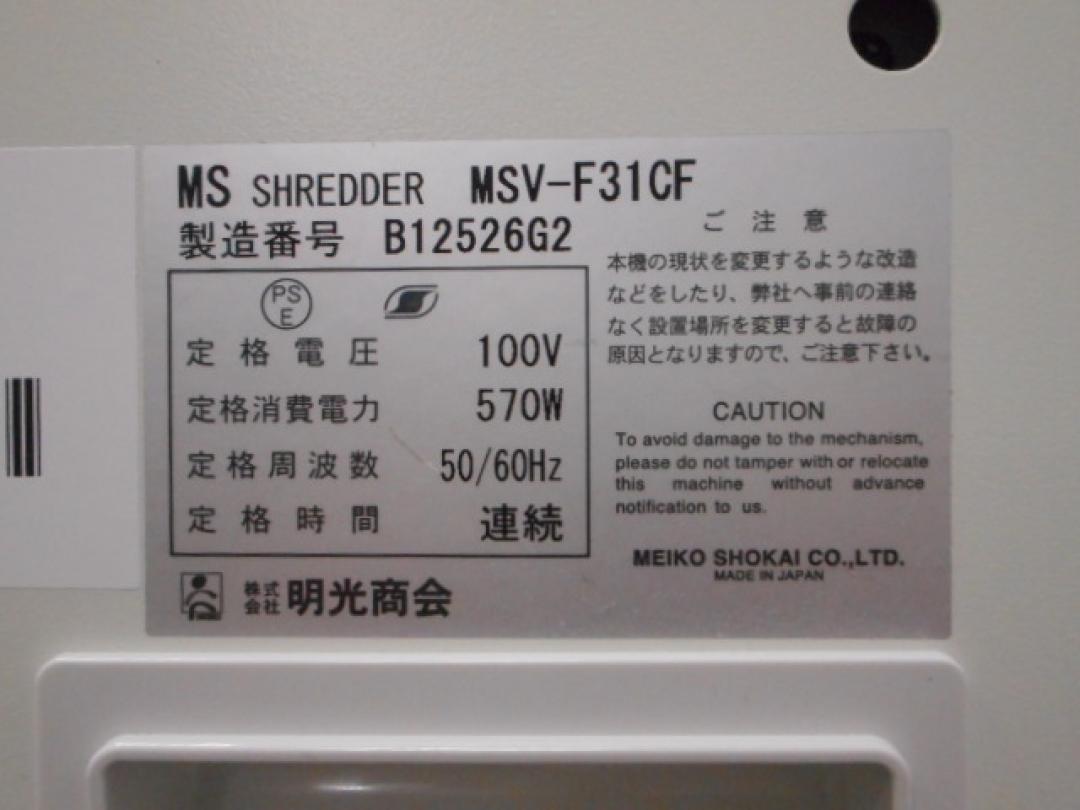 MS SHREDDER MSV-F31CF
製造番号 B12526G2
PS
E
定格電圧 100V
定格消費電力 570W
定格周波数 50/60Hz
定格時間 連続
株式会社 明光商会
ご注意
本機の現状を変更するような改造
などをしたり、弊社へ事前の連絡
なく設置場所を変更すると故障の
原因となりますので、ご注意下さい。
CAUTION
To avoid damage to the mechanism,
please do not tamper with or relocate
this machine without advance
notification to us.
MEIKO SHOKAI CO.,LTD.
MADE IN JAPAN